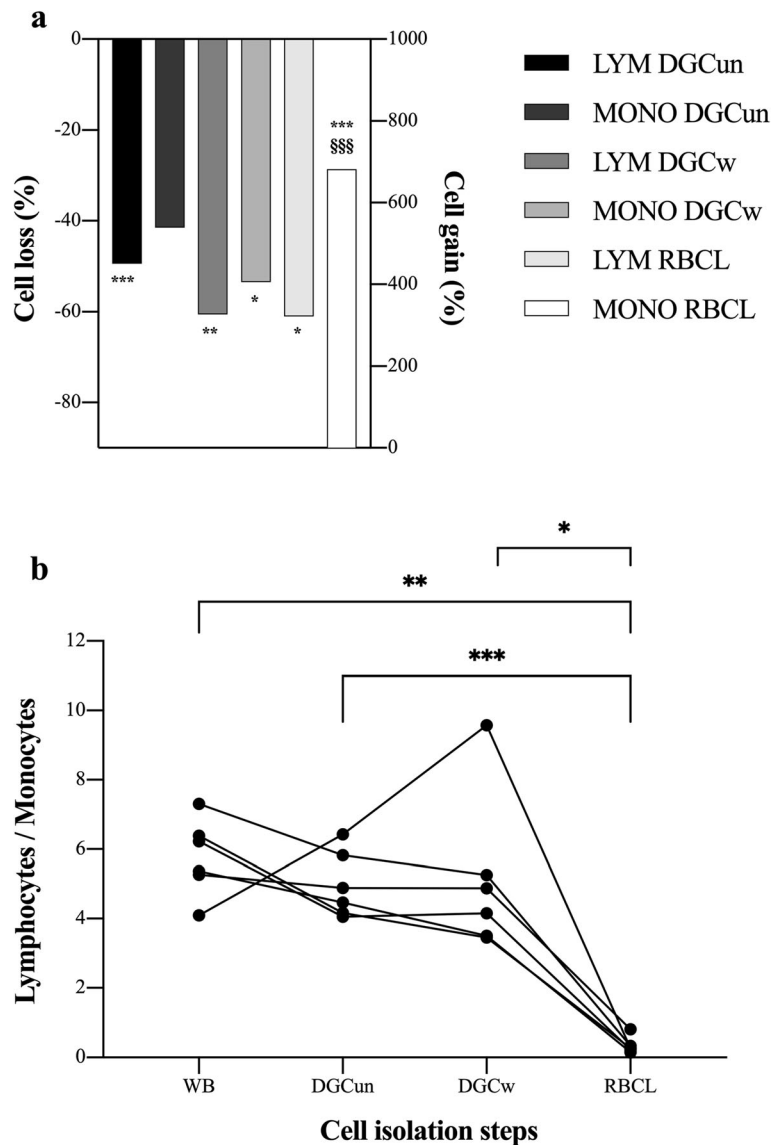 a
Cell loss (%)
0
-20
-40
-60
-80
***
**
*
*
***
§§§
1000
800
600
400
200
0
Cell gain (%)
LYM DGCun
MONO DGCun
LYM DGCw
MONO DGCw
LYM RBCL
MONO RBCL
b
*
**
***
Lymphocytes / Monocytes
12
10
8
6
4
2
0
WB DGCun DGCw RBCL
Cell isolation steps